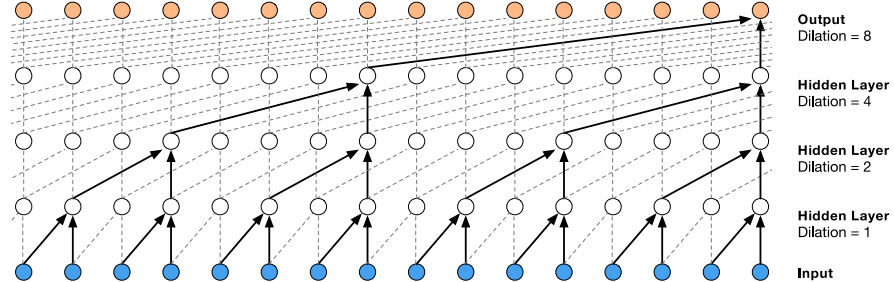 Output
Dilation = 8
Hidden Layer
Dilation = 4
Hidden Layer
Dilation = 2
Hidden Layer
Dilation = 1
Input